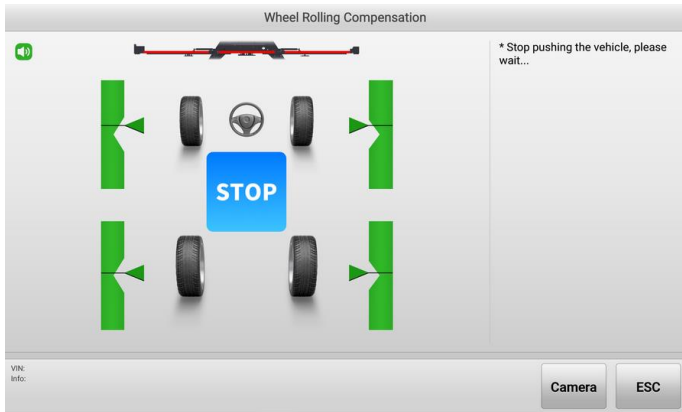 Wheel Rolling Compensation
* Stop pushing the vehicle, please
wait...
STOP
VIN:
Info:
Camera
ESC